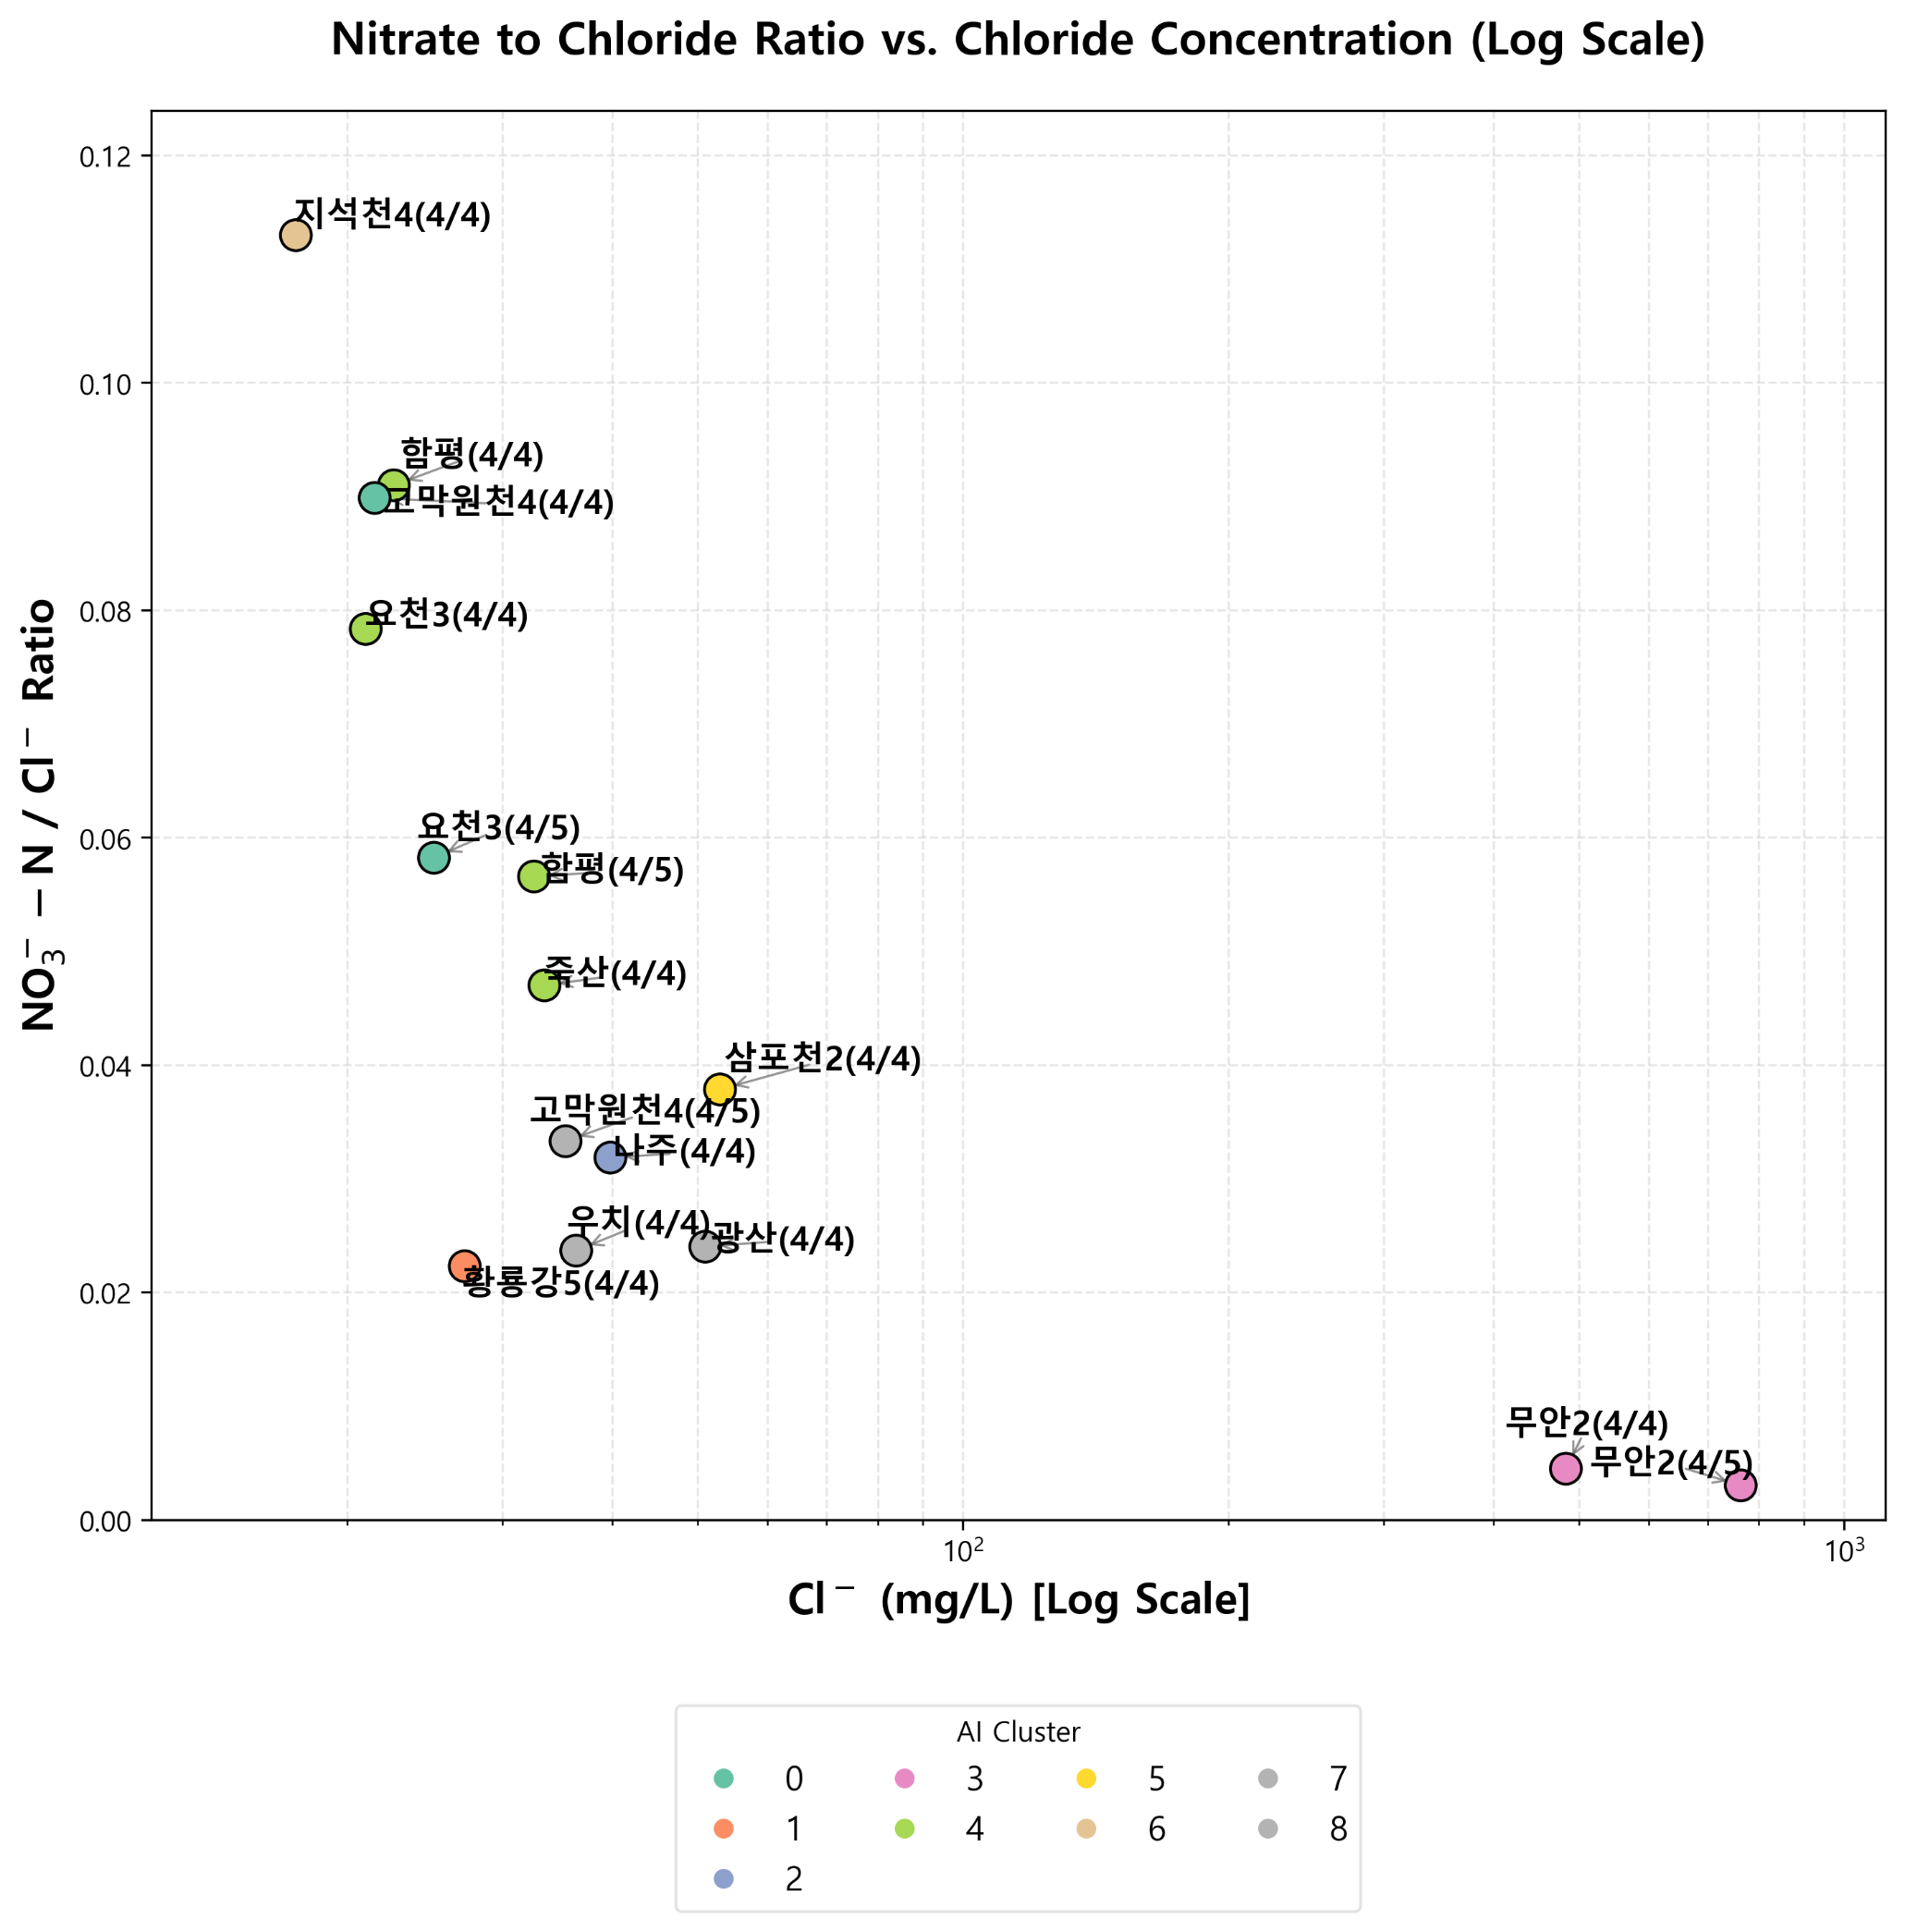 Nitrate to Chloride Ratio vs. Chloride Concentration (Log Scale)
0.12
지석천4(4/4)
0.10
함평(4/4)
고막원천4(4/4)
0.08
요천3(4/4)
NO₃⁻ − N / Cl⁻ Ratio
0.06
요천3(4/5)
함평(4/5)
죽산(4/4)
0.04
삼포천2(4/4)
고막원천4(4/5)
나주(4/4)
우치(4/4)
광산(4/4)
황룡강5(4/4)
0.02
무안2(4/4)
무안2(4/5)
0.00
10² 10³
Cl⁻ (mg/L) [Log Scale]
AI Cluster
0 3 5 7
1 4 6 8
2